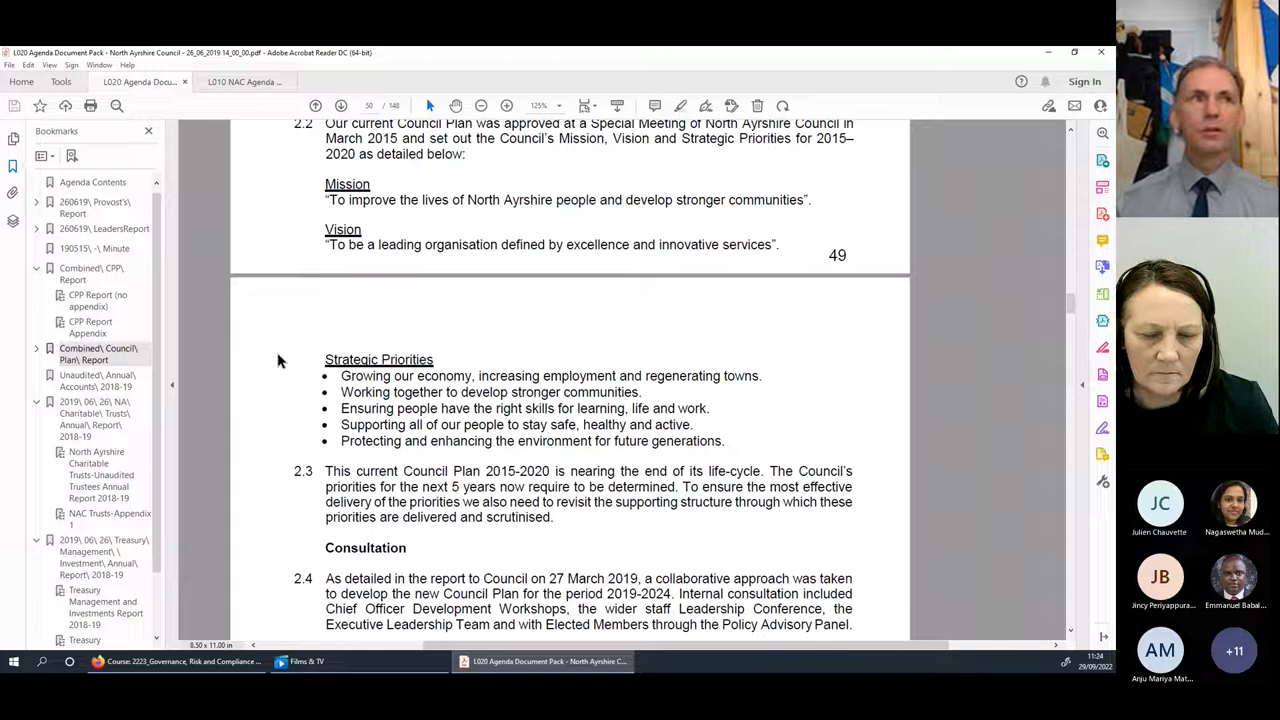 L020 Agenda Document Pack - North Ayrshire Council - 26_06_2019 14_00_00.pdf - Adobe Acrobat Reader DC (64-bit)
File Edit View Sign Window Help
Home Tools L020 Agenda Docu... × L010 NAC Agenda ... Sign In
50 / 148 125%
Bookmarks
Agenda Contents
260619\ Provost's\
Report
260619\ LeadersReport
190515\ -\ Minute
Combined\ CPP\
Report
CPP Report (no
appendix)
CPP Report
Appendix
Combined\ Council\
Plan\ Report
Unaudited\ Annual\
Accounts\ 2018-19
2019\ 06\ 26\ NA\
Charitable\ Trusts\
Annual\ Report\
2018-19
North Ayrshire
Charitable
Trusts-Unaudited
Trustees Annual
Report 2018-19
NAC Trusts-Appendix
1
2019\ 06\ 26\ Treasury\
Management\ \
Investment\ Annual\
Report\ 2018-19
Treasury
Management and
Investments Report
2018-19
Treasury
2.2 Our current Council Plan was approved at a Special Meeting of North Ayrshire Council in
March 2015 and set out the Council's Mission, Vision and Strategic Priorities for 2015–
2020 as detailed below:
Mission
“To improve the lives of North Ayrshire people and develop stronger communities”.
Vision
“To be a leading organisation defined by excellence and innovative services”.
49
Strategic Priorities
• Growing our economy, increasing employment and regenerating towns.
• Working together to develop stronger communities.
• Ensuring people have the right skills for learning, life and work.
• Supporting all of our people to stay safe, healthy and active.
• Protecting and enhancing the environment for future generations.
2.3 This current Council Plan 2015-2020 is nearing the end of its life-cycle. The Council's
priorities for the next 5 years now require to be determined. To ensure the most effective
delivery of the priorities we also need to revisit the supporting structure through which these
priorities are delivered and scrutinised.
Consultation
2.4 As detailed in the report to Council on 27 March 2019, a collaborative approach was taken
to develop the new Council Plan for the period 2019-2024. Internal consultation included
Chief Officer Development Workshops, the wider staff Leadership Conference, the
Executive Leadership Team and with Elected Members through the Policy Advisory Panel.
8.50 x 11.00 in
Course: 2223_Governance, Risk and Compliance ... Films & TV L020 Agenda Document Pack - North Ayrshire C... 11:24
29/09/2022
JC
Julien Chauvette Nagaswetha Mud...
JB
Jincy Periyappura... Emmanuel Babal...
AM +11
Anju Mariya Mat...